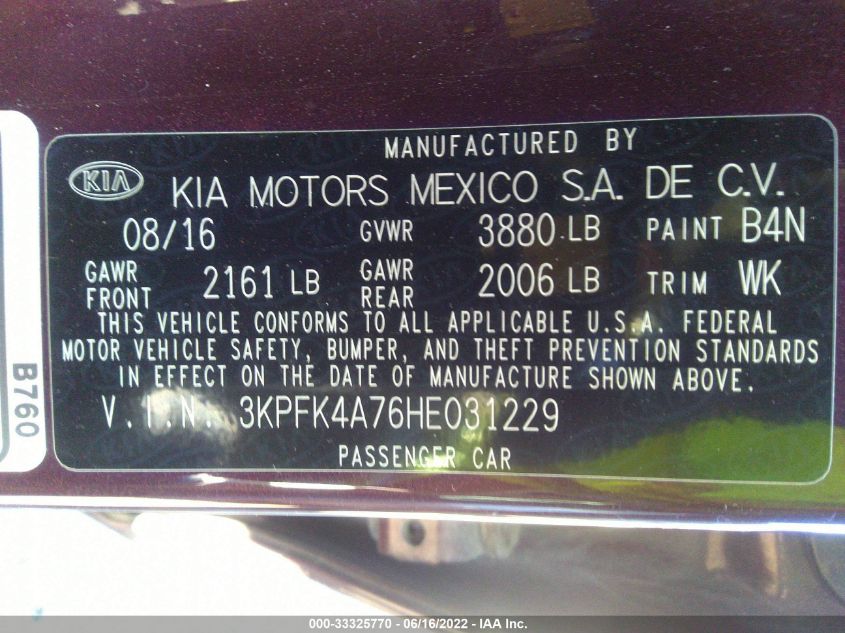 MANUFACTURED BY
KIA KIA MOTORS MEXICO S.A. DE C.V.
08/16 GVWR 3880 LB PAINT B4N
GAWR FRONT 2161 LB GAWR REAR 2006 LB TRIM WK
THIS VEHICLE CONFORMS TO ALL APPLICABLE U.S.A. FEDERAL
MOTOR VEHICLE SAFETY, BUMPER, AND THEFT PREVENTION STANDARDS
IN EFFECT ON THE DATE OF MANUFACTURE SHOWN ABOVE.
V.I.N. 3KPFK4A76HE031229
PASSENGER CAR
B760
000-33325770 - 06/16/2022 - IAA Inc.